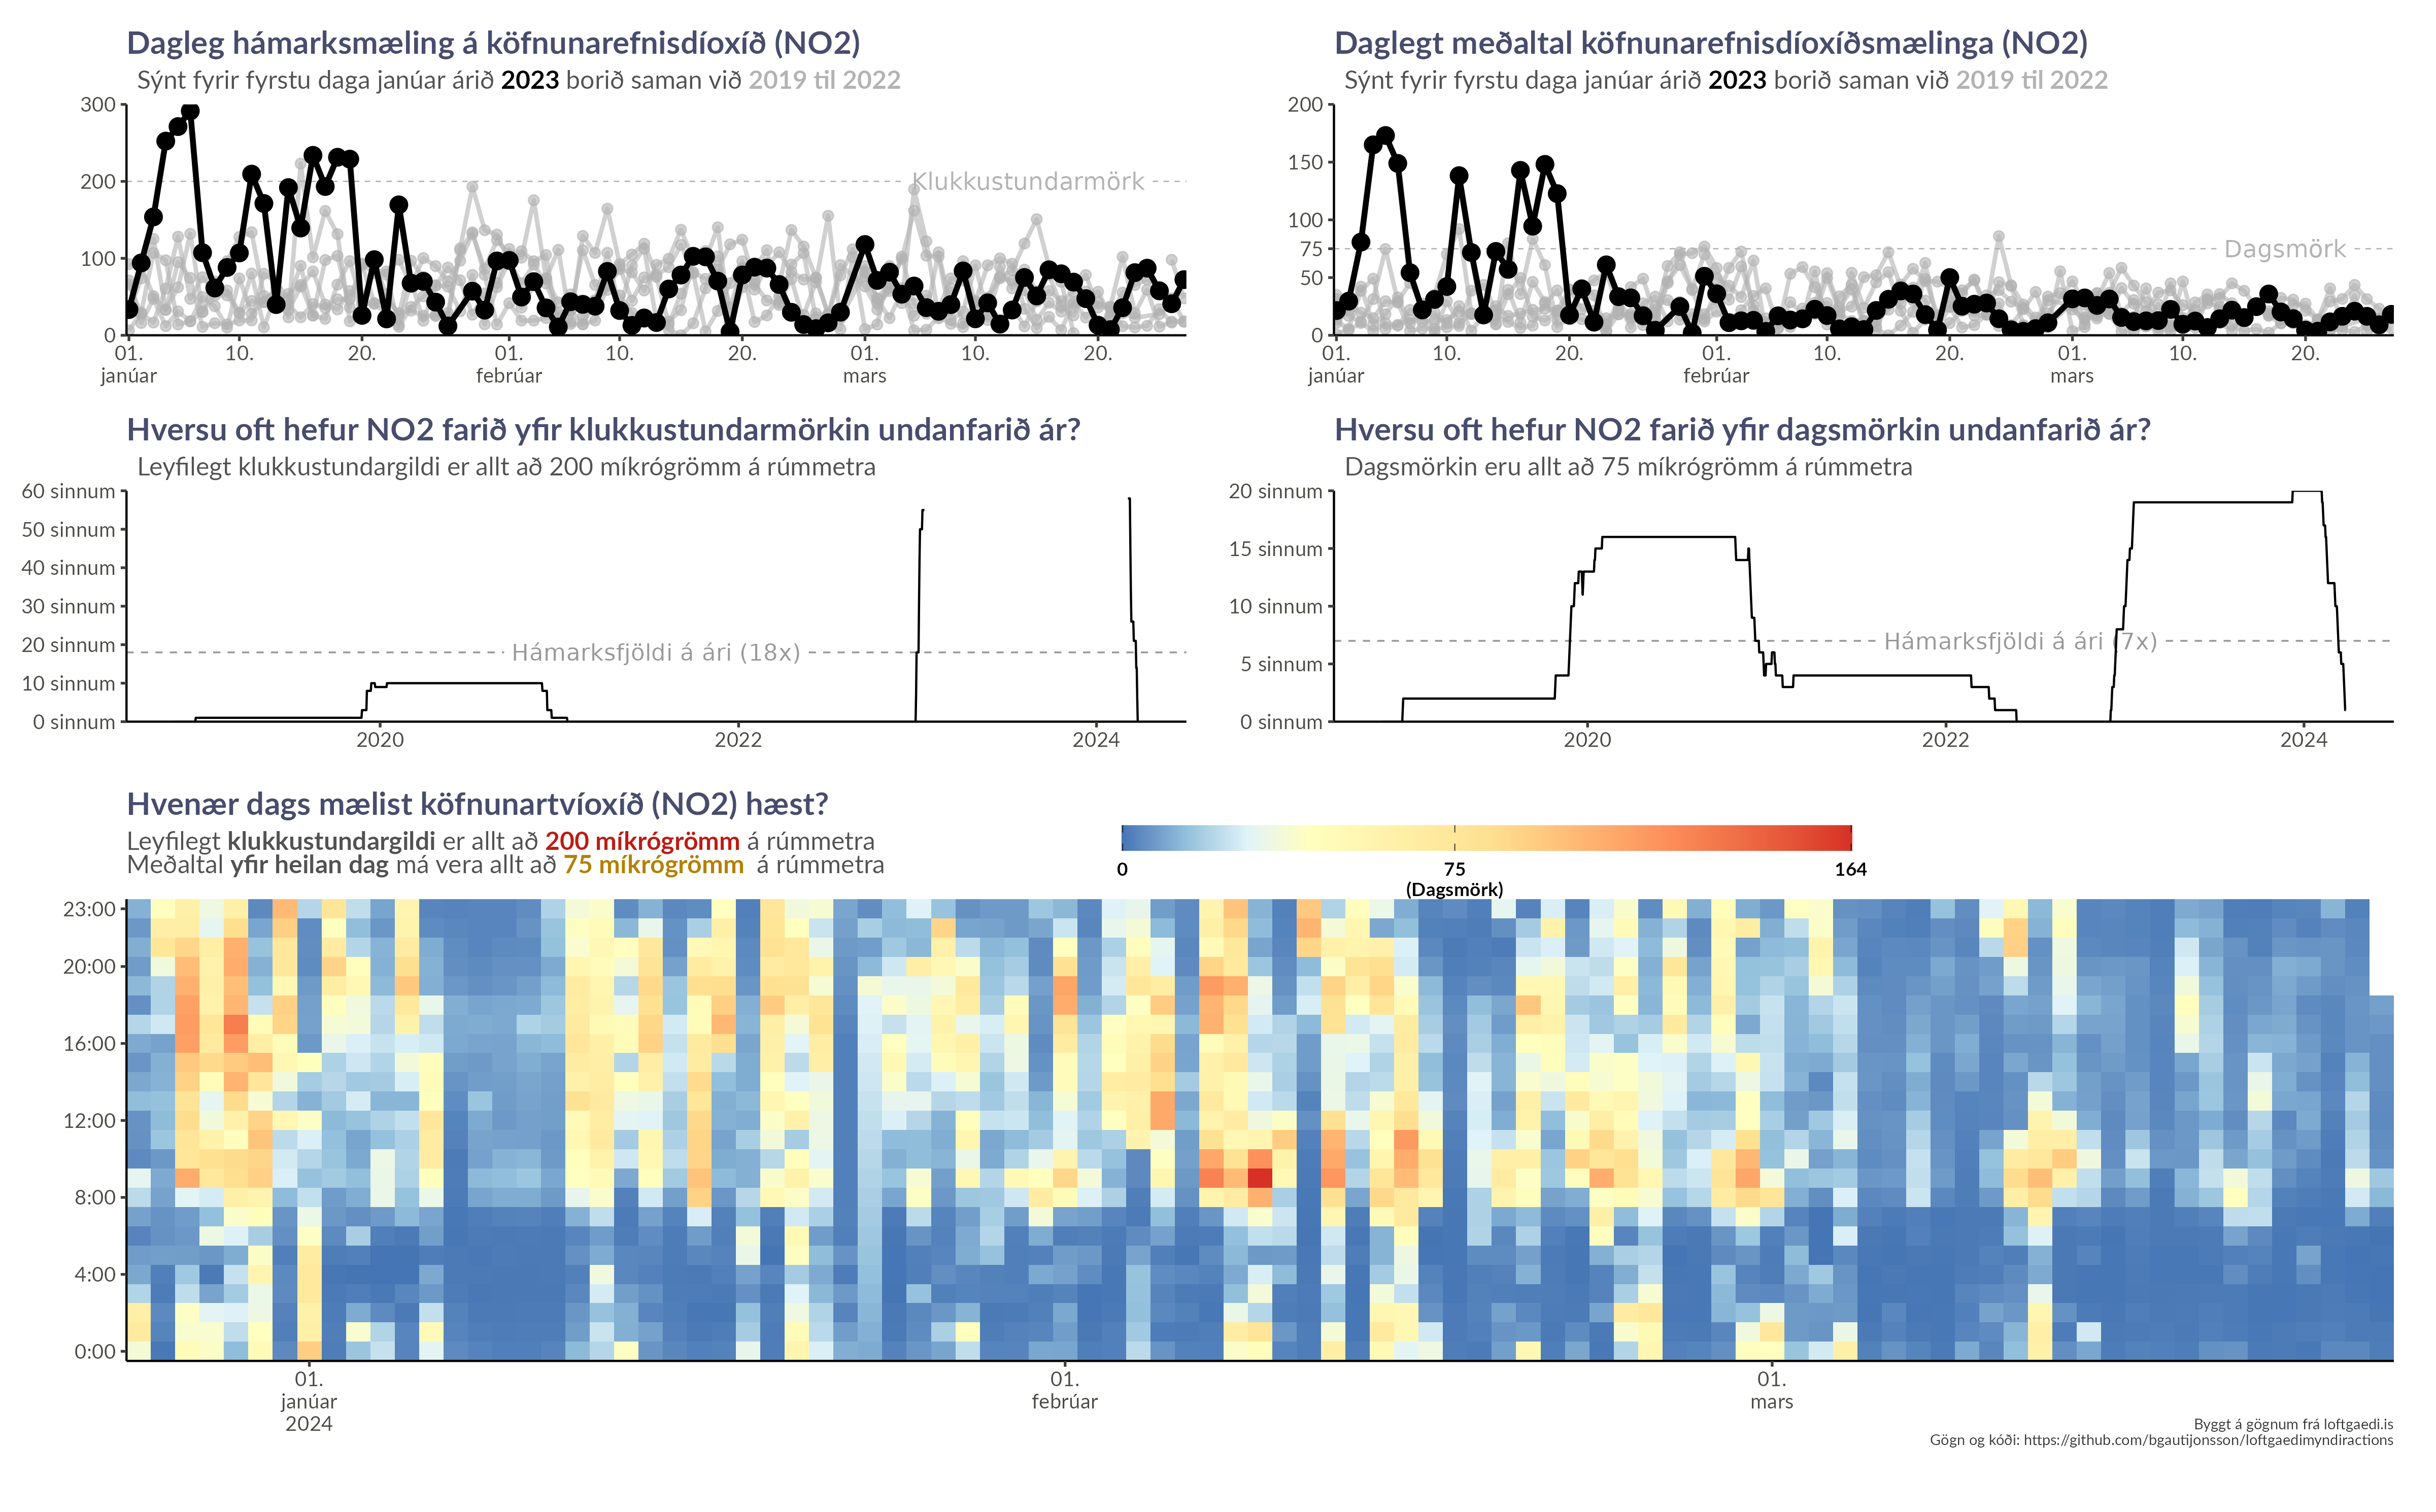 Dagleg hámarksmæling á köfnunarefnisdíoxíð (NO2)
Sýnt fyrir fyrstu daga janúar árið 2023 borið saman við 2019 til 2022
300
200
100
0
Klukkustundarmörk
01. 10. 20. 01. 10. 20. 01. 10. 20.
janúar febrúar mars
Daglegt meðaltal köfnunarefnisdíoxíðsmælinga (NO2)
Sýnt fyrir fyrstu daga janúar árið 2023 borið saman við 2019 til 2022
200
150
100
75
50
0
Dagsmörk
01. 10. 20. 01. 10. 20. 01. 10. 20.
janúar febrúar mars
Hversu oft hefur NO2 farið yfir klukkustundarmörkin undanfarið ár?
Leyfilegt klukkustundargildi er allt að 200 míkrógrömm á rúmmetra
60 sinnum
50 sinnum
40 sinnum
30 sinnum
20 sinnum
10 sinnum
0 sinnum
Hámarksfjöldi á ári (18x)
2020 2022 2024
Hversu oft hefur NO2 farið yfir dagsmörkin undanfarið ár?
Dagsmörkin eru allt að 75 míkrógrömm á rúmmetra
20 sinnum
15 sinnum
10 sinnum
5 sinnum
0 sinnum
Hámarksfjöldi á ári (7x)
2020 2022 2024
Hvenær dags mælist köfnunartvíoxíð (NO2) hæst?
Leyfilegt klukkustundargildi er allt að 200 míkrógrömm á rúmmetra
Meðaltal yfir heilan dag má vera allt að 75 míkrógrömm á rúmmetra
0 75 164
(Dagsmörk)
23:00
20:00
16:00
12:00
8:00
4:00
0:00
01. 01. 01.
janúar febrúar mars
2024
Byggt á gögnum frá loftgaedi.is
Gögn og kóði: https://github.com/bgautijonsson/loftgaedimyndiractions